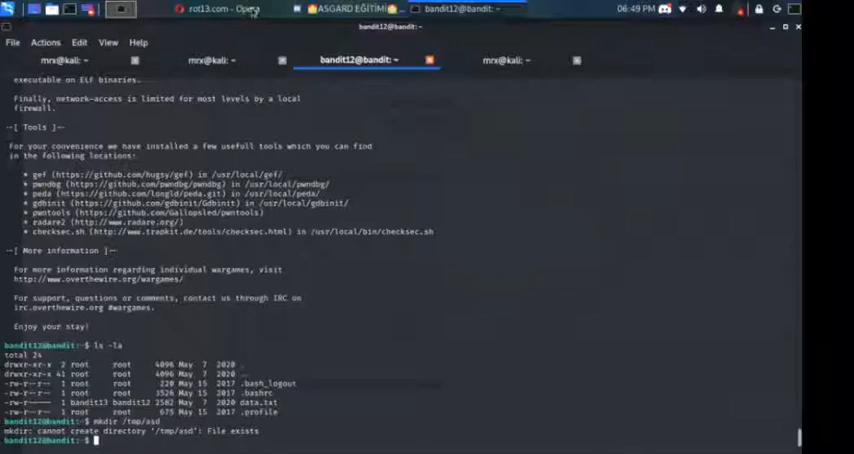 rot13.com - Opera
ASGARD EĞİTİMİ
bandit12@bandit: ~
06:49 PM
bandit12@bandit: ~
File Actions Edit View Help
mrx@kali: ~
mrx@kali: ~
bandit12@bandit: ~
mrx@kali: ~
executable on ELF binaries.
Finally, network-access is limited for most levels by a local
firewall.
--[ Tools ]--
For your convenience we have installed a few usefull tools which you can find
in the following locations:
* gef (https://github.com/hugsy/gef) in /usr/local/gef/
* pwndbg (https://github.com/pwndbg/pwndbg) in /usr/local/pwndbg/
* peda (https://github.com/longld/peda.git) in /usr/local/peda/
* gdbinit (https://github.com/gdbinit/Gdbinit) in /usr/local/gdbinit/
* pwntools (https://github.com/Gallopsled/pwntools)
* radare2 (http://www.radare.org/)
* checksec.sh (http://www.trapkit.de/tools/checksec.html) in /usr/local/bin/checksec.sh
--[ More information ]--
For more information regarding individual wargames, visit
http://www.overthewire.org/wargames/
For support, questions or comments, contact us through IRC on
irc.overthewire.org #wargames.
Enjoy your stay!
bandit12@bandit:~$ ls -la
total 24
drwxr-xr-x 2 root root 4096 May 7 2020 .
drwxr-xr-x 41 root root 4096 May 7 2020 ..
-rw-r--r-- 1 root root 220 May 15 2017 .bash_logout
-rw-r--r-- 1 root root 3526 May 15 2017 .bashrc
-rw-r----- 1 bandit13 bandit12 2582 May 7 2020 data.txt
-rw-r--r-- 1 root root 675 May 15 2017 .profile
bandit12@bandit:~$ mkdir /tmp/asd
mkdir: cannot create directory '/tmp/asd': File exists
bandit12@bandit:~$